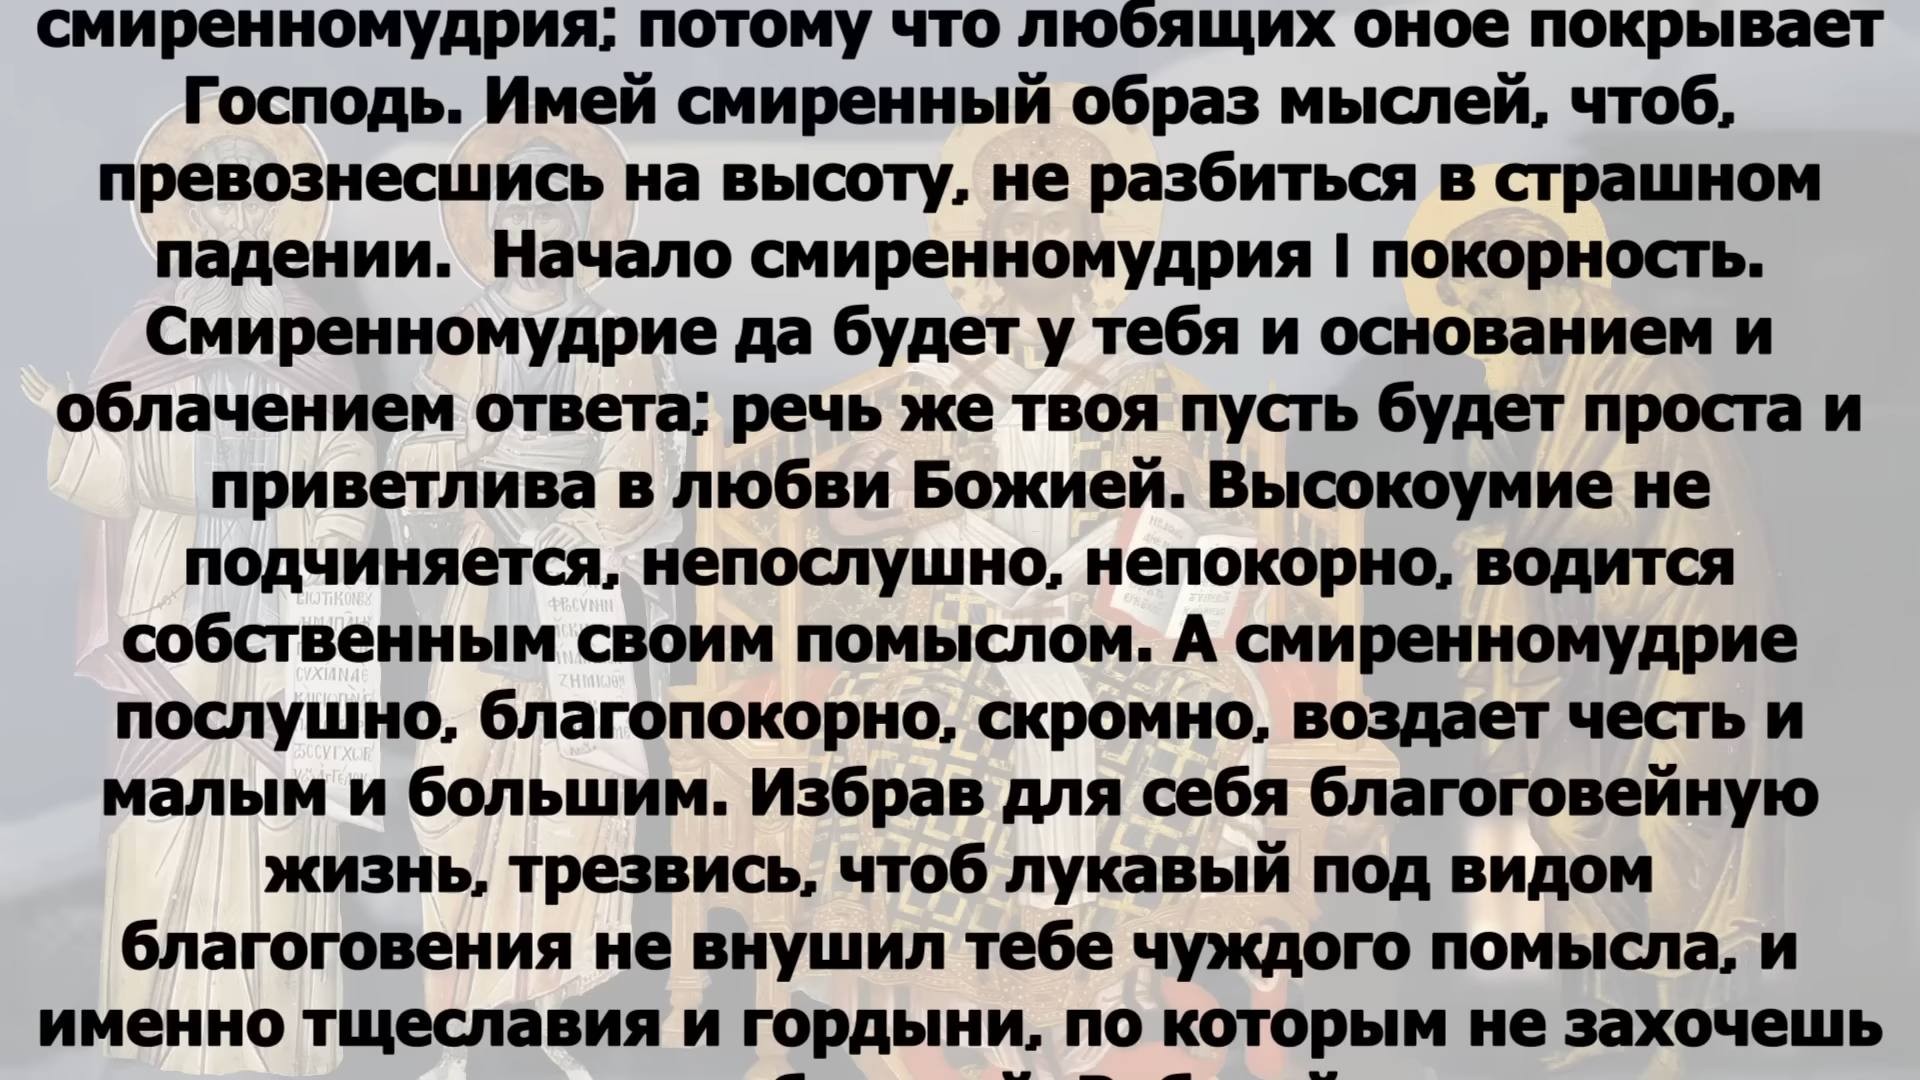 смиренномудрия; потому что любящих оное покрывает
Господь. Имей смиренный образ мыслей, чтоб,
превознесшись на высоту, не разбиться в страшном
падении. Начало смиренномудрия ꟾ покорность.
Смиренномудрие да будет у тебя и основанием и
облачением ответа; речь же твоя пусть будет проста и
приветлива в любви Божией. Высокоумие не
подчиняется, непослушно, непокорно, водится
собственным своим помыслом. А смиренномудрие
послушно, благопокорно, скромно, воздает честь и
малым и большим. Избрав для себя благоговейную
жизнь, трезвись, чтоб лукавый под видом
благоговения не внушил тебе чуждого помысла, и
именно тщеславия и гордыни, по которым не захочешь